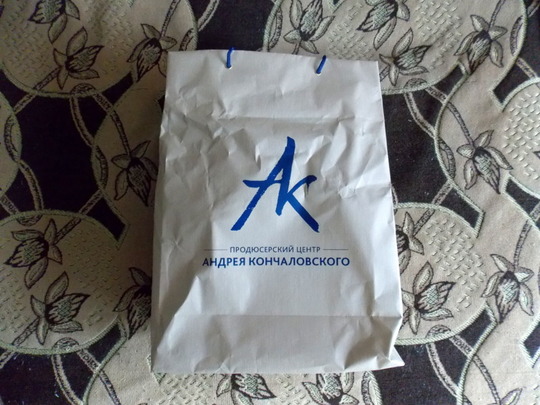 АК
ПРОДЮСЕРСКИЙ ЦЕНТР
АНДРЕЯ КОНЧАЛОВСКОГО